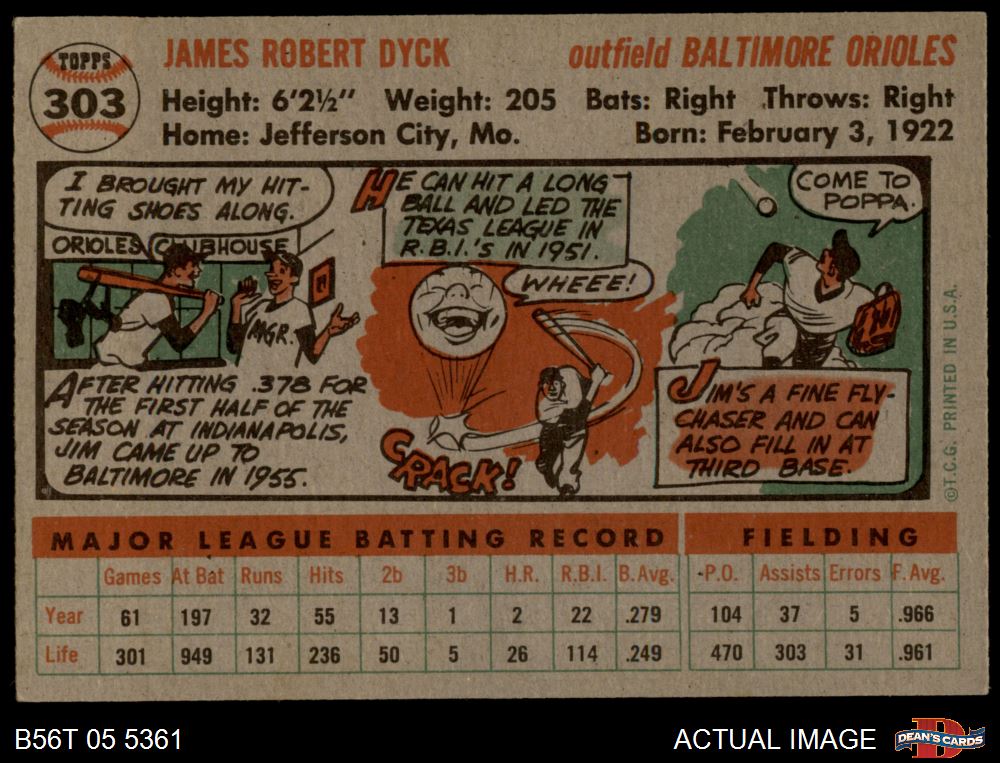 TOPPS
303
JAMES ROBERT DYCK
outfield BALTIMORE ORIOLES
Height: 6'2½" Weight: 205 Bats: Right Throws: Right
Home: Jefferson City, Mo. Born: February 3, 1922
I BROUGHT MY HIT-
TING SHOES ALONG.
ORIOLES CLUBHOUSE
MGR.
AFTER HITTING .378 FOR
THE FIRST HALF OF THE
SEASON AT INDIANAPOLIS,
JIM CAME UP TO
BALTIMORE IN 1955.
HE CAN HIT A LONG
BALL AND LED THE
TEXAS LEAGUE IN
R.B.I.'S IN 1951.
WHEEE!
CRACK!
COME TO
POPPA.
JIM'S A FINE FLY-
CHASER AND CAN
ALSO FILL IN AT
THIRD BASE.
©T.C.G. PRINTED IN U.S.A.
MAJOR LEAGUE BATTING RECORD FIELDING
Games At Bat Runs Hits 2b 3b H.R. R.B.I. B.Avg. P.O. Assists Errors F. Avg.
Year 61 197 32 55 13 1 2 22 .279 104 37 5 .966
Life 301 949 131 236 50 5 26 114 .249 470 303 31 .961
B56T 05 5361
ACTUAL IMAGE
DEAN'S CARDS